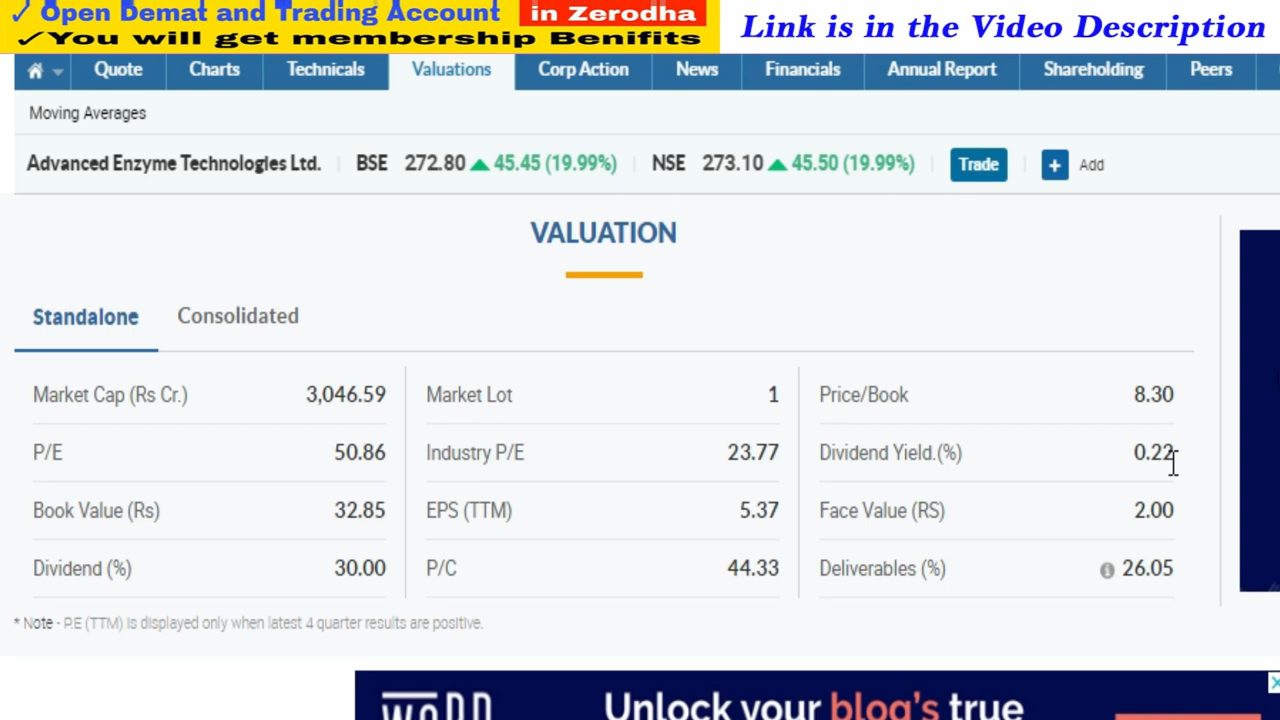 ✓ Open Demat and Trading Account in Zerodha
✓You will get membership Benifits
Link is in the Video Description
Quote Charts Technicals Valuations Corp Action News Financials Annual Report Shareholding Peers
Moving Averages
Advanced Enzyme Technologies Ltd. BSE 272.80 45.45 (19.99%) NSE 273.10 45.50 (19.99%) Trade + Add
VALUATION
Standalone Consolidated
Market Cap (Rs Cr.) 3,046.59 Market Lot 1 Price/Book 8.30
P/E 50.86 Industry P/E 23.77 Dividend Yield.(%) 0.22
Book Value (Rs) 32.85 EPS (TTM) 5.37 Face Value (RS) 2.00
Dividend (%) 30.00 P/C 44.33 Deliverables (%) 26.05
* Note - P.E (TTM) is displayed only when latest 4 quarter results are positive.
Unlock your blog's true